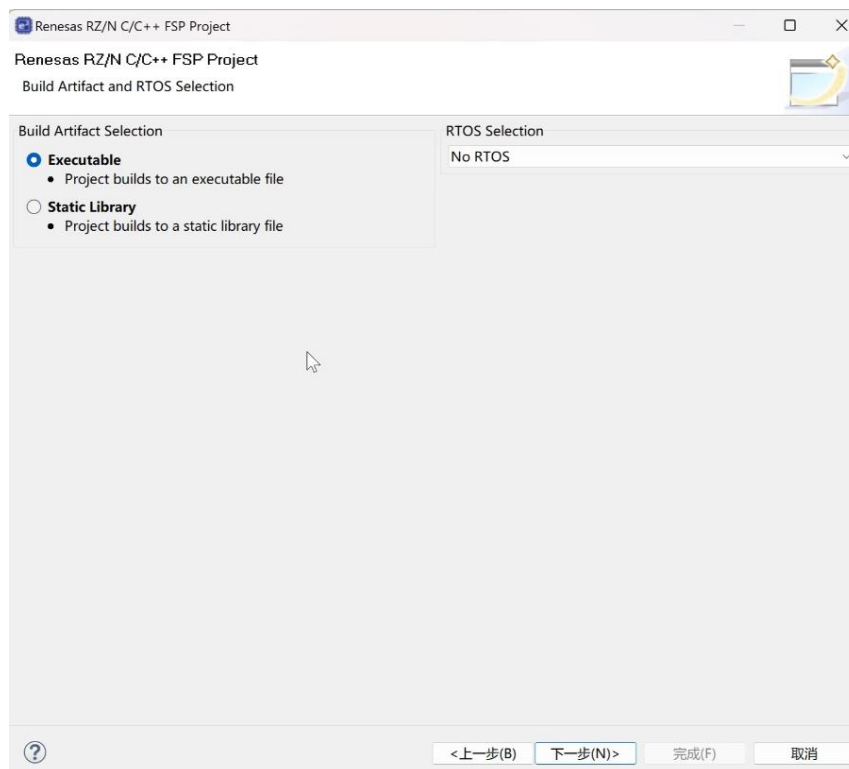 Renesas RZ/N C/C++ FSP Project
Renesas RZ/N C/C++ FSP Project
Build Artifact and RTOS Selection
Build Artifact Selection
Executable
• Project builds to an executable file
Static Library
• Project builds to a static library file
RTOS Selection
No RTOS
?
<上一步(B)
下一步(N)>
完成(F)
取消